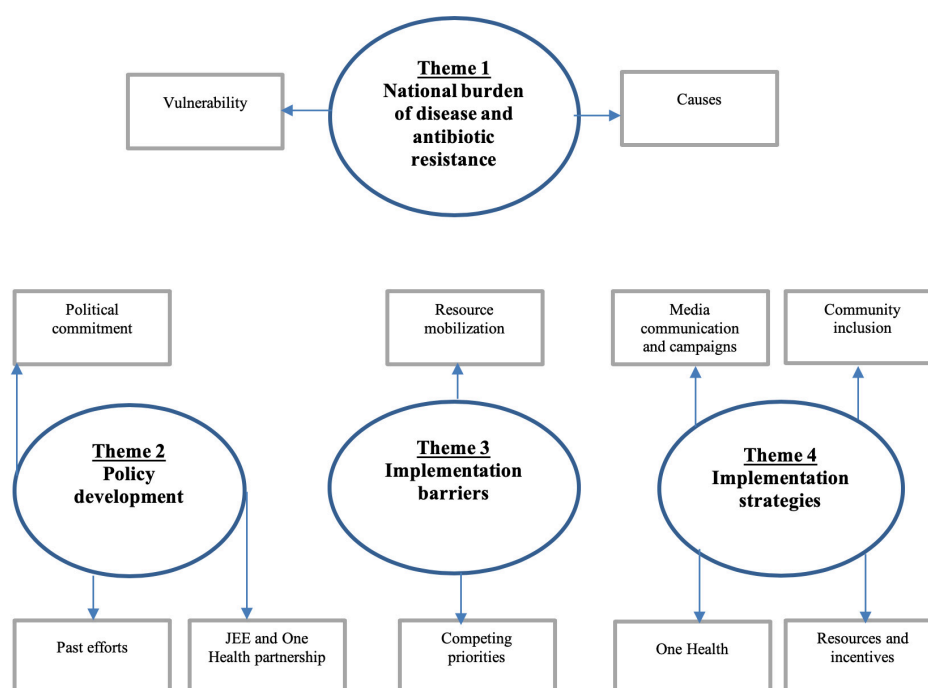 Theme 1
National burden
of disease and
antibiotic
resistance
Vulnerability
Causes
Political
commitment
Resource
mobilization
Media
communication
and campaigns
Community
inclusion
Theme 2
Policy
development
Theme 3
Implementation
barriers
Theme 4
Implementation
strategies
Past efforts
JEE and One
Health partnership
Competing
priorities
One Health
Resources and
incentives